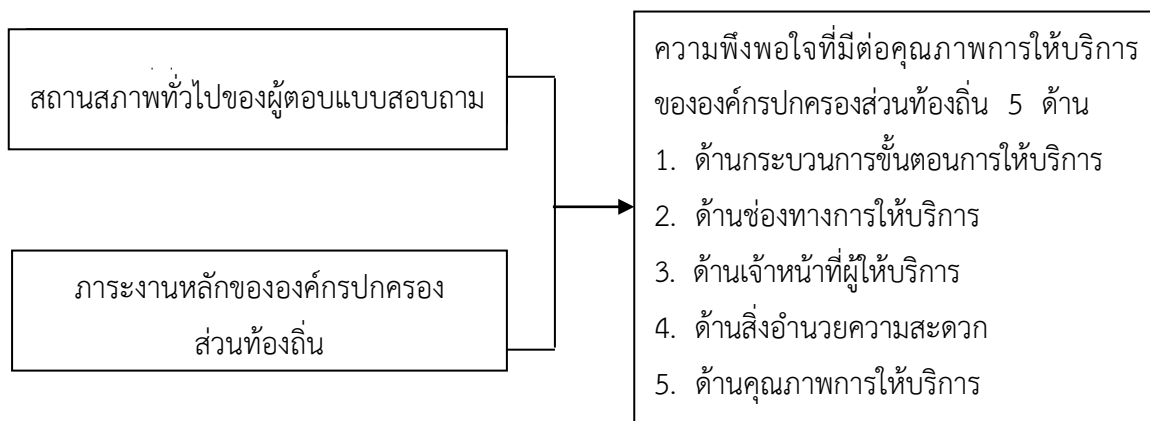 สถานสภาพทั่วไปของผู้ตอบแบบสอบถาม
ภาระงานหลักขององค์กรปกครอง
ส่วนท้องถิ่น
ความพึงพอใจที่มีต่อคุณภาพการให้บริการ
ขององค์กรปกครองส่วนท้องถิ่น 5 ด้าน
1. ด้านกระบวนการขั้นตอนการให้บริการ
2. ด้านช่องทางการให้บริการ
3. ด้านเจ้าหน้าที่ผู้ให้บริการ
4. ด้านสิ่งอำนวยความสะดวก
5. ด้านคุณภาพการให้บริการ